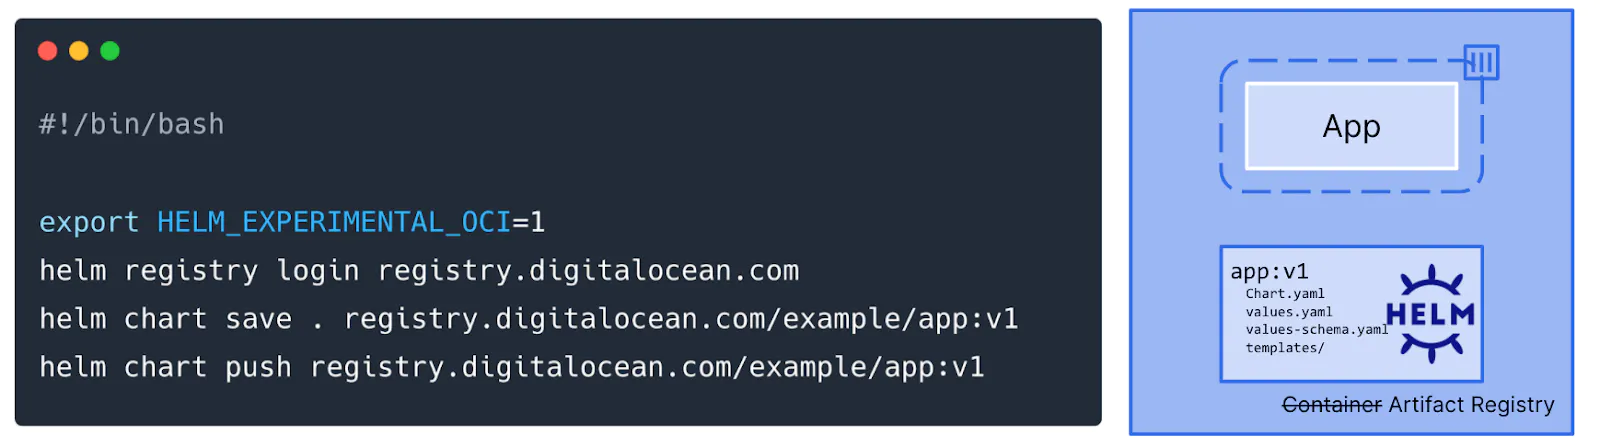 #!/bin/bash
export HELM_EXPERIMENTAL_OCI=1
helm registry login registry.digitalocean.com
helm chart save . registry.digitalocean.com/example/app:v1
helm chart push registry.digitalocean.com/example/app:v1
App
app:v1
Chart.yaml
values.yaml
values-schema.yaml
templates/
HELM
Container Artifact Registry